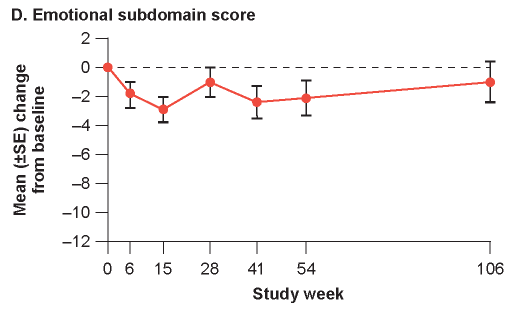 D. Emotional subdomain score
Mean (±SE) change
from baseline
2
0
–2
–4
–6
–8
–10
–12
0 6 15 28 41 54 106
Study week